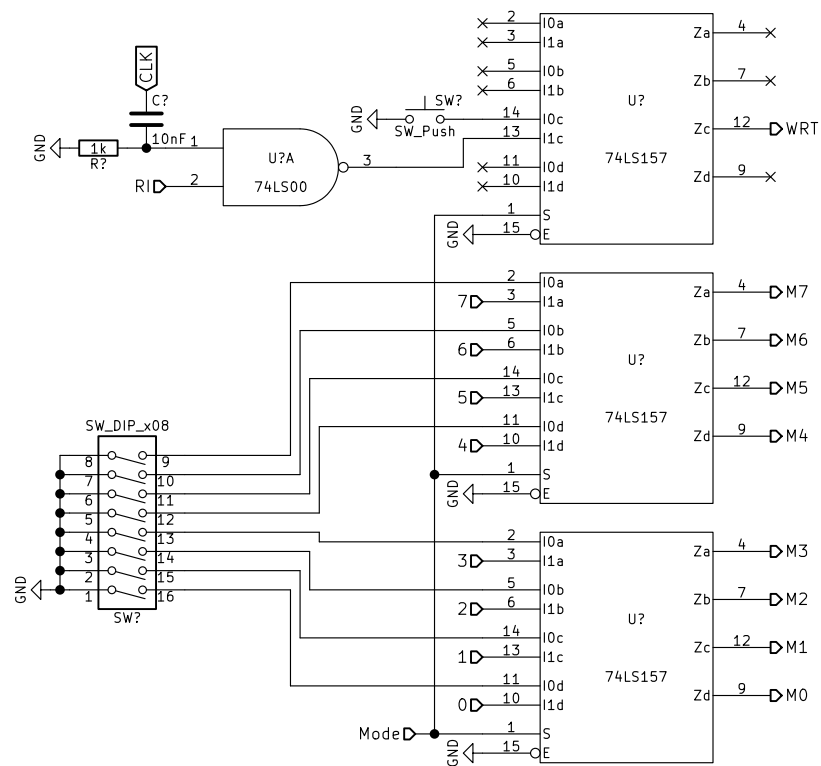 CLK
C?
10nF
GND
1k
R?
1
RI
2
U?A
74LS00
3
GND
SW?
SW_Push
2 I0a
3 I1a
5 I0b
6 I1b
14 I0c
13 I1c
11 I0d
10 I1d
1 S
GND 15 E
U?
74LS157
Za 4
Zb 7
Zc 12 WRT
Zd 9
2 I0a
7 3 I1a
5 I0b
6 6 I1b
14 I0c
5 13 I1c
11 I0d
4 10 I1d
1 S
GND 15 E
U?
74LS157
Za 4 M7
Zb 7 M6
Zc 12 M5
Zd 9 M4
SW_DIP_x08
8 9
7 10
6 11
5 12
4 13
3 14
2 15
1 16
GND
SW?
2 I0a
3 3 I1a
5 I0b
2 6 I1b
14 I0c
1 13 I1c
11 I0d
0 10 I1d
Mode 1 S
GND 15 E
U?
74LS157
Za 4 M3
Zb 7 M2
Zc 12 M1
Zd 9 M0